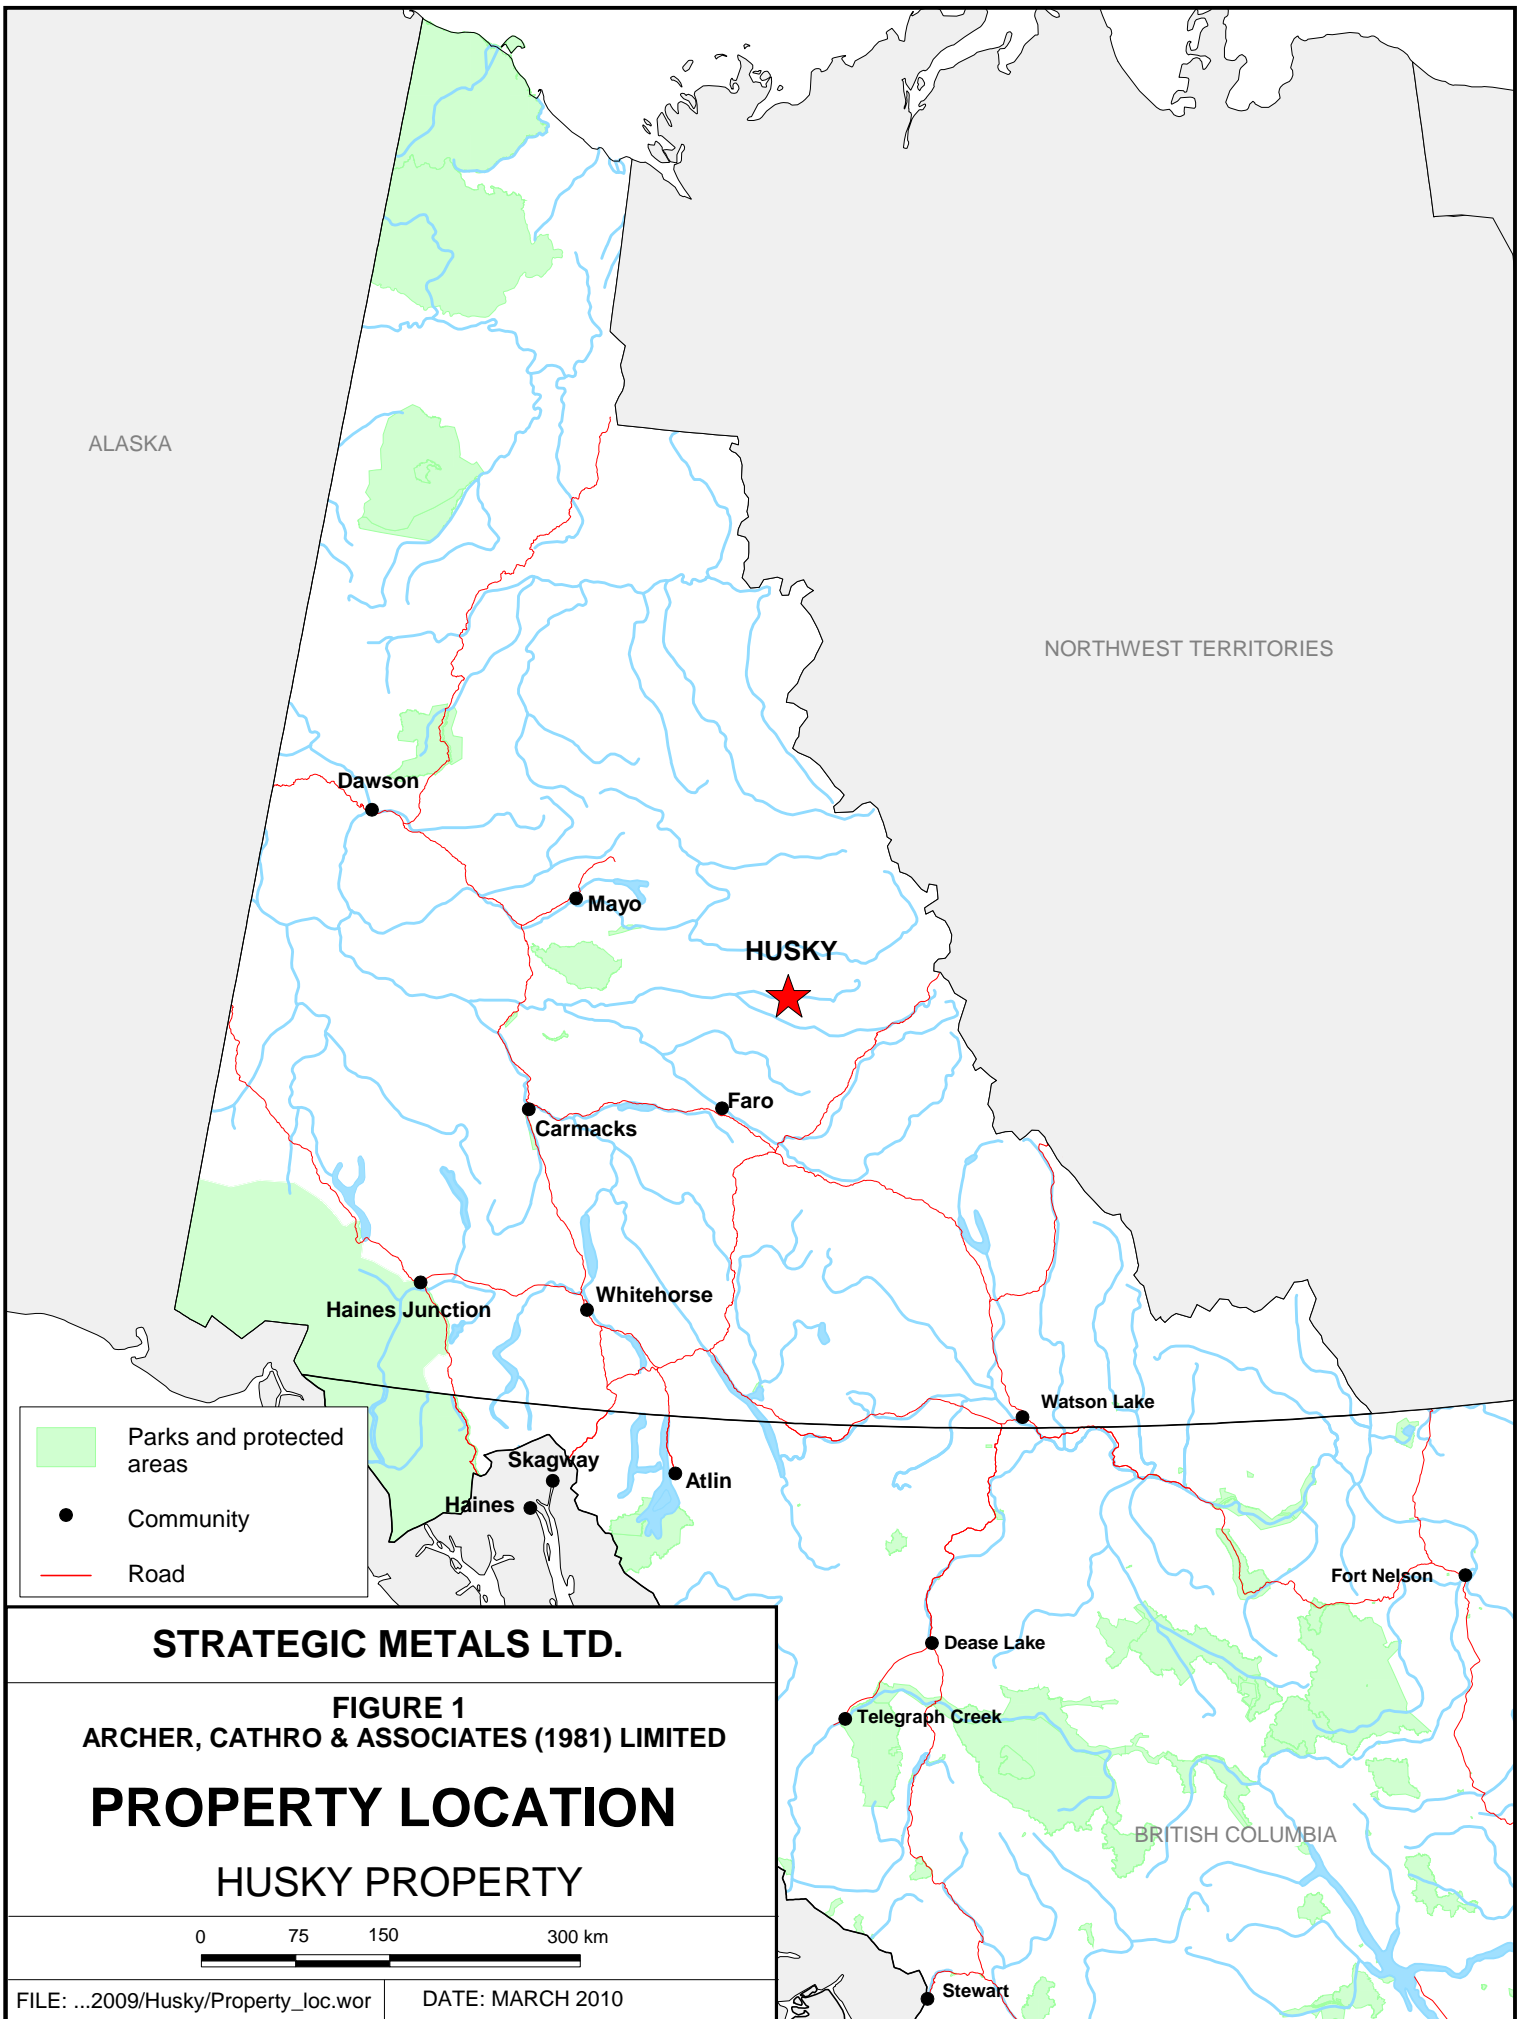 ALASKA
NORTHWEST TERRITORIES
Dawson
Mayo
HUSKY
Faro
Carmacks
Whitehorse
Haines Junction
Watson Lake
Parks and protected
areas
Community
Road
Skagway
Haines
Atlin
Fort Nelson
Dease Lake
Telegraph Creek
BRITISH COLUMBIA
Stewart
STRATEGIC METALS LTD.
FIGURE 1
ARCHER, CATHRO & ASSOCIATES (1981) LIMITED
PROPERTY LOCATION
HUSKY PROPERTY
0 75 150 300 km
FILE: ...2009/Husky/Property_loc.wor
DATE: MARCH 2010